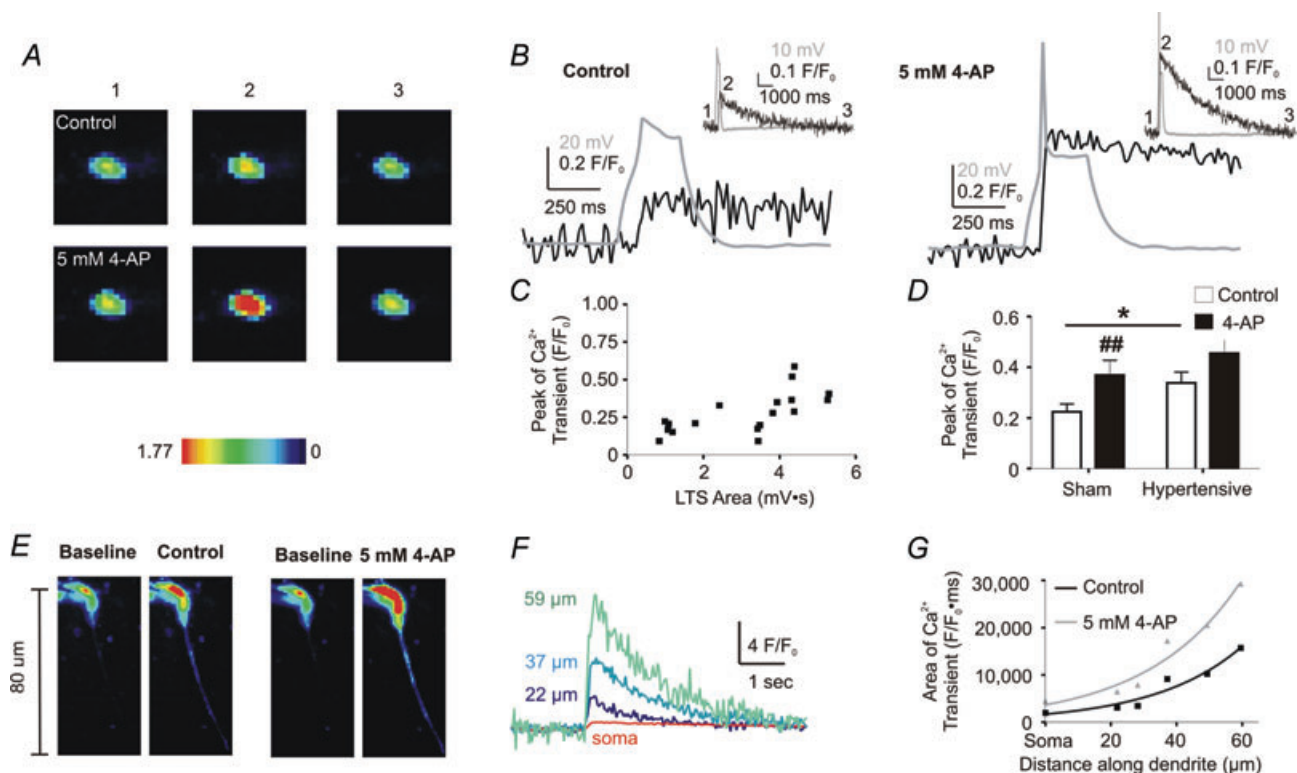 A
1 2 3
Control
5 mM 4-AP
1.77 0
B
Control
20 mV
0.2 F/F0
250 ms
10 mV
0.1 F/F0
1000 ms
1 2 3
5 mM 4-AP
20 mV
0.2 F/F0
250 ms
10 mV
0.1 F/F0
1000 ms
1 2 3
C
Peak of Ca2+
Transient (F/F0)
1.00
0.75
0.50
0.25
0
0 2 4 6
LTS Area (mV•s)
D
Control
4-AP
Peak of Ca2+
Transient (F/F0)
0.6
0.4
0.2
0
*
##
Sham Hypertensive
E
Baseline Control Baseline 5 mM 4-AP
80 um
F
59 µm
37 µm
22 µm
soma
4 F/F0
1 sec
G
Area of Ca2+
Transient (F/F0•ms)
30,000
20,000
10,000
0
Control
5 mM 4-AP
Soma 20 40 60
Distance along dendrite (µm)